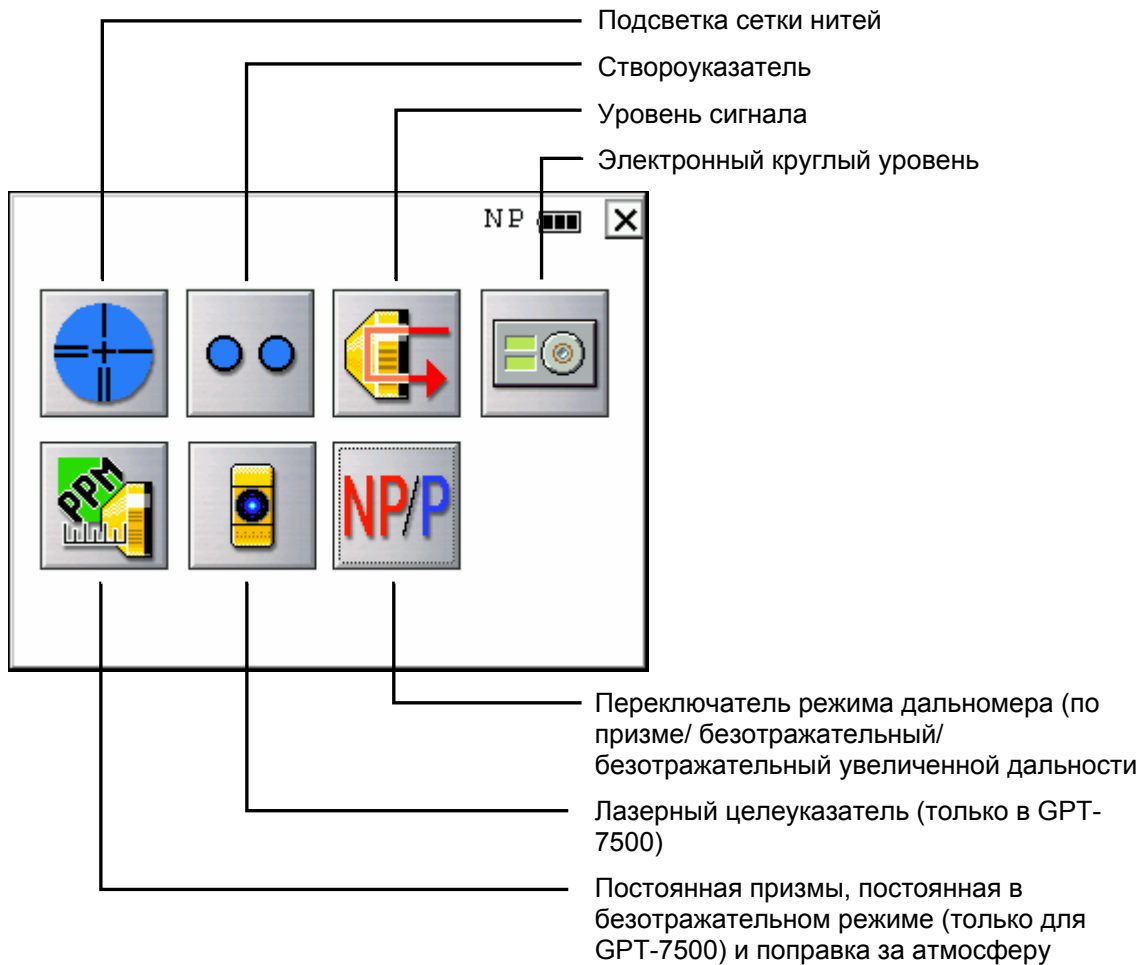 Подсветка сетки нитей
Створоуказатель
Уровень сигнала
Электронный круглый уровень
NP
PPM
NP/P
Переключатель режима дальномера (по
призме/ безотражательный/
безотражательный увеличенной дальности
Лазерный целеуказатель (только в GPT-
7500)
Постоянная призмы, постоянная в
безотражательном режиме (только для
GPT-7500) и поправка за атмосферу